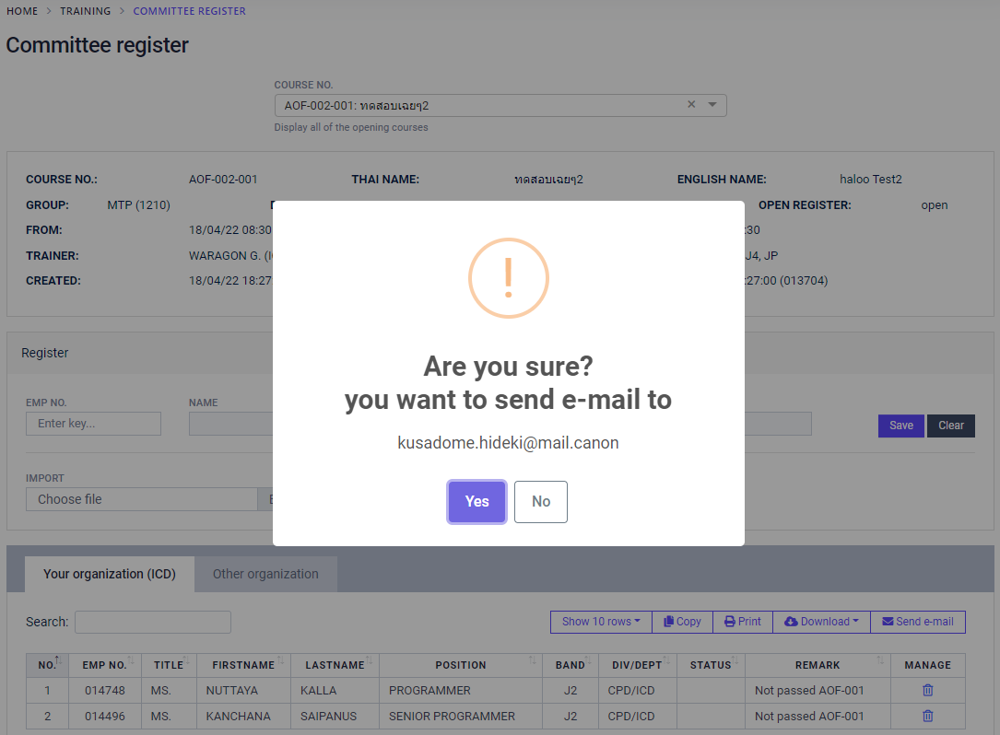 HOME > TRAINING > COMMITTEE REGISTER
Committee register
COURSE NO.
AOF-002-001: ทดสอบเฉยๆ2 × 
Display all of the opening courses
COURSE NO.: AOF-002-001 THAI NAME: ทดสอบเฉยๆ2 ENGLISH NAME: haloo Test2
GROUP: MTP (1210) OPEN REGISTER: open
FROM: 18/04/22 08:30 :30
TRAINER: WARAGON G. ( J4, JP
CREATED: 18/04/22 18:27 :27:00 (013704)
!
Are you sure?
you want to send e-mail to
kusadome.hideki@mail.canon
Yes No
Register
EMP NO. NAME
Enter key... Save Clear
IMPORT
Choose file
Your organization (ICD) Other organization
Search: Show 10 rows Copy Print Download Send e-mail
NO. EMP NO. TITLE FIRSTNAME LASTNAME POSITION BAND DIV/DEPT STATUS REMARK MANAGE
1 014748 MS. NUTTAYA KALLA PROGRAMMER J2 CPD/ICD Not passed AOF-001
2 014496 MS. KANCHANA SAIPANUS SENIOR PROGRAMMER J2 CPD/ICD Not passed AOF-001